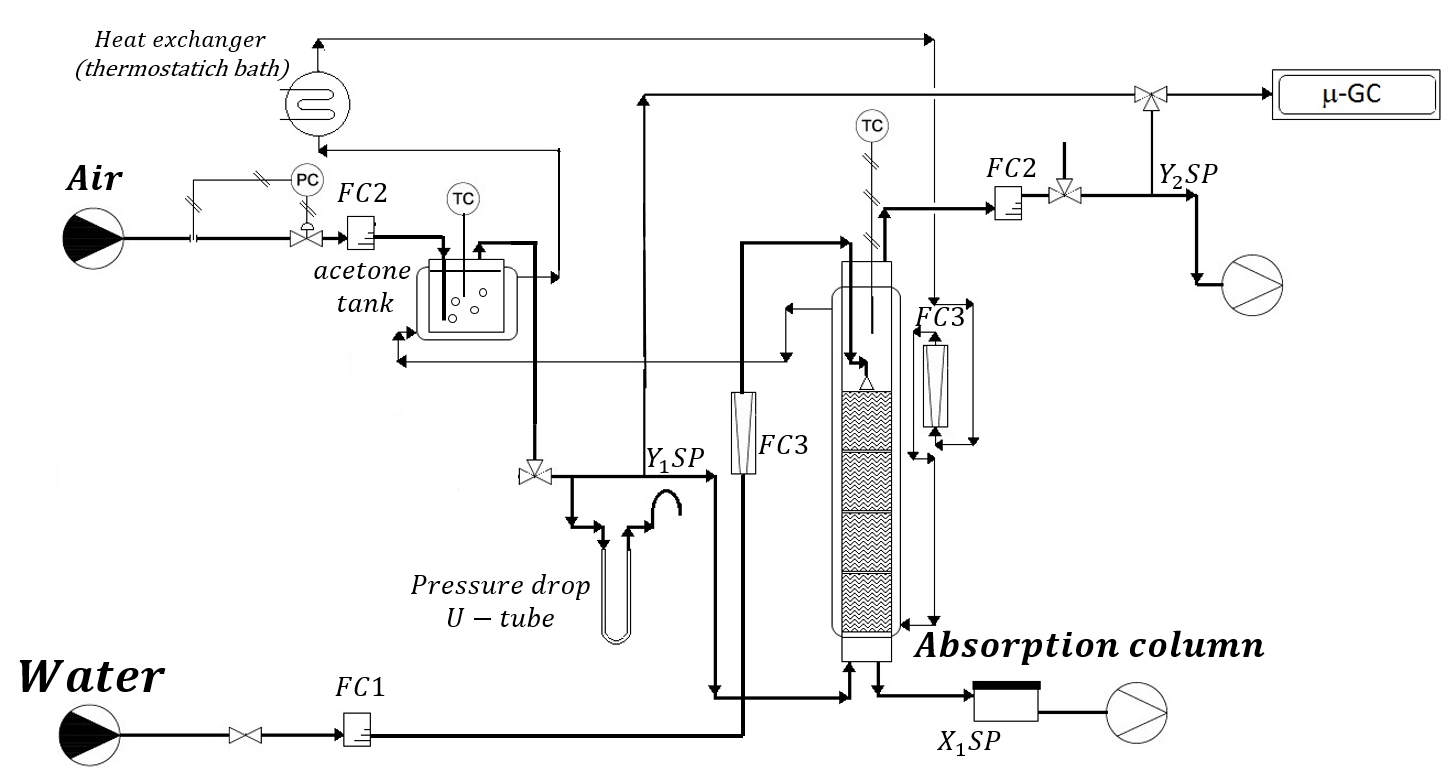 Heat exchanger
(thermostatich bath)
μ-GC
TC
Air
PC
FC2
TC
FC2
Y₂SP
acetone
tank
FC3
FC3
Y₁SP
Pressure drop
U − tube
Absorption column
Water
FC1
X₁SP